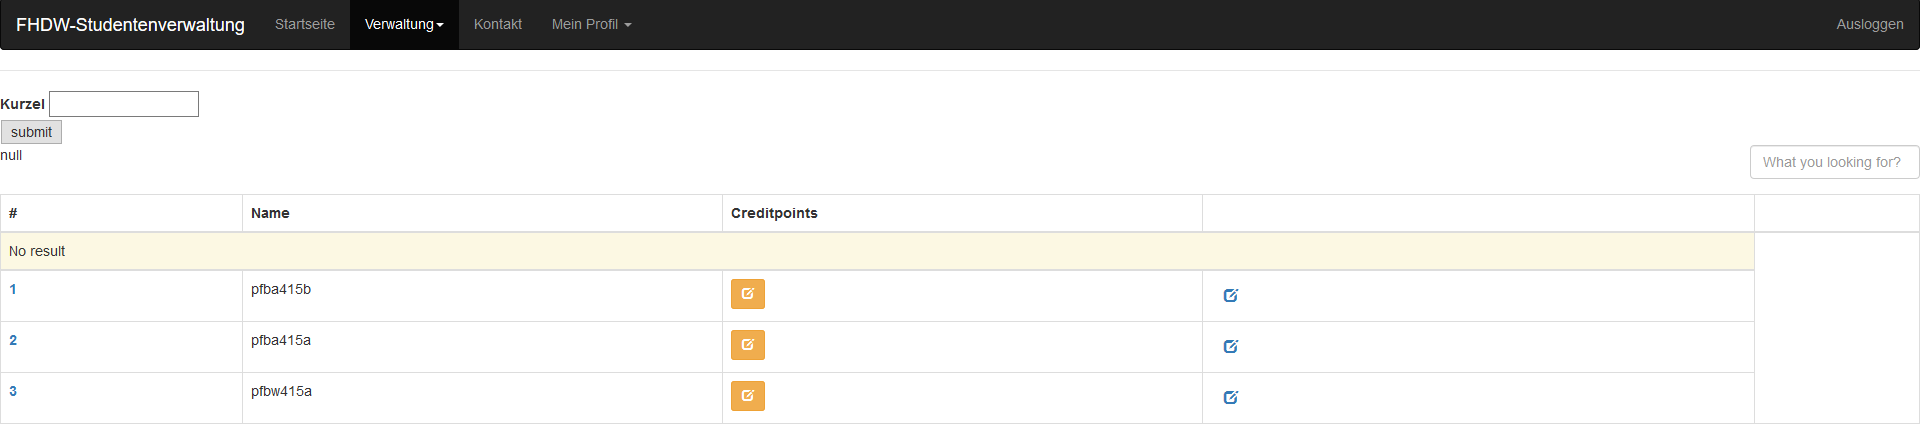 FHDW-Studentenverwaltung Startseite Verwaltung Kontakt Mein Profil Ausloggen
Kurzel
submit
null
What you looking for?
# Name Creditpoints
No result
1 pfba415b
2 pfba415a
3 pfbw415a